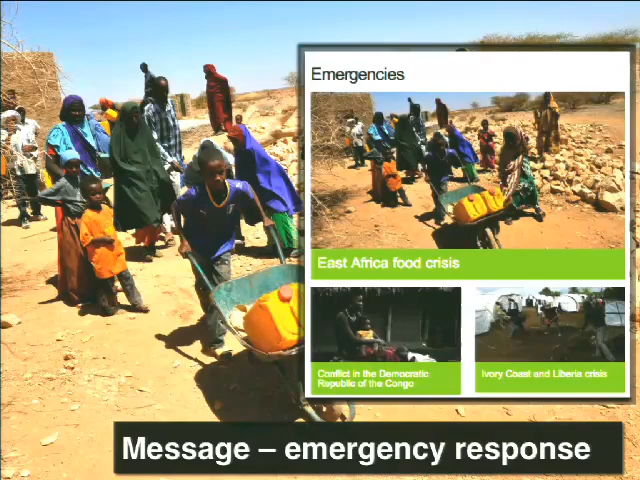 Emergencies
East Africa food crisis
Conflict in the Democratic
Republic of the Congo
Ivory Coast and Liberia crisis
Message – emergency response